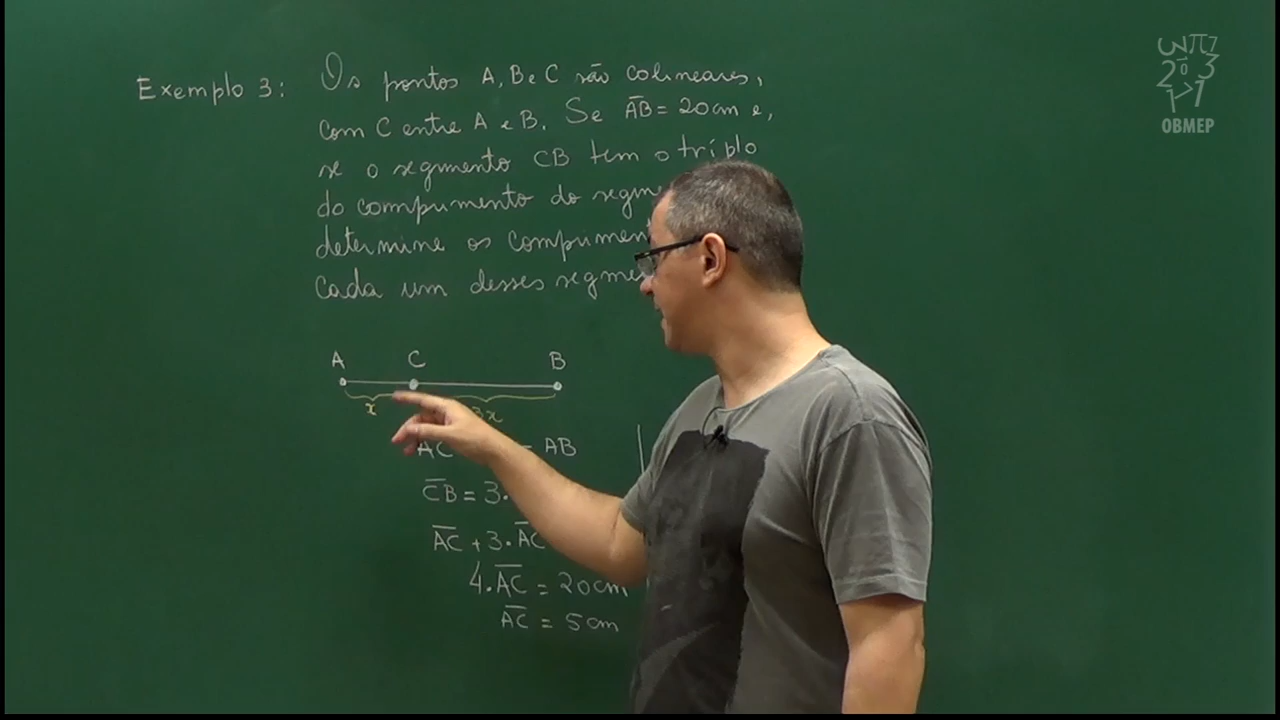 Exemplo 3: Os pontos A, B e C são colineares,
com C entre A e B. Se AB = 20cm e,
se o segmento CB tem o triplo
do comprimento do
determine os
cada um desses
A C B
x 3x
AC = AB
CB = 3.
AC + 3. AC
4. AC = 20cm
AC = 5cm
OBMEP